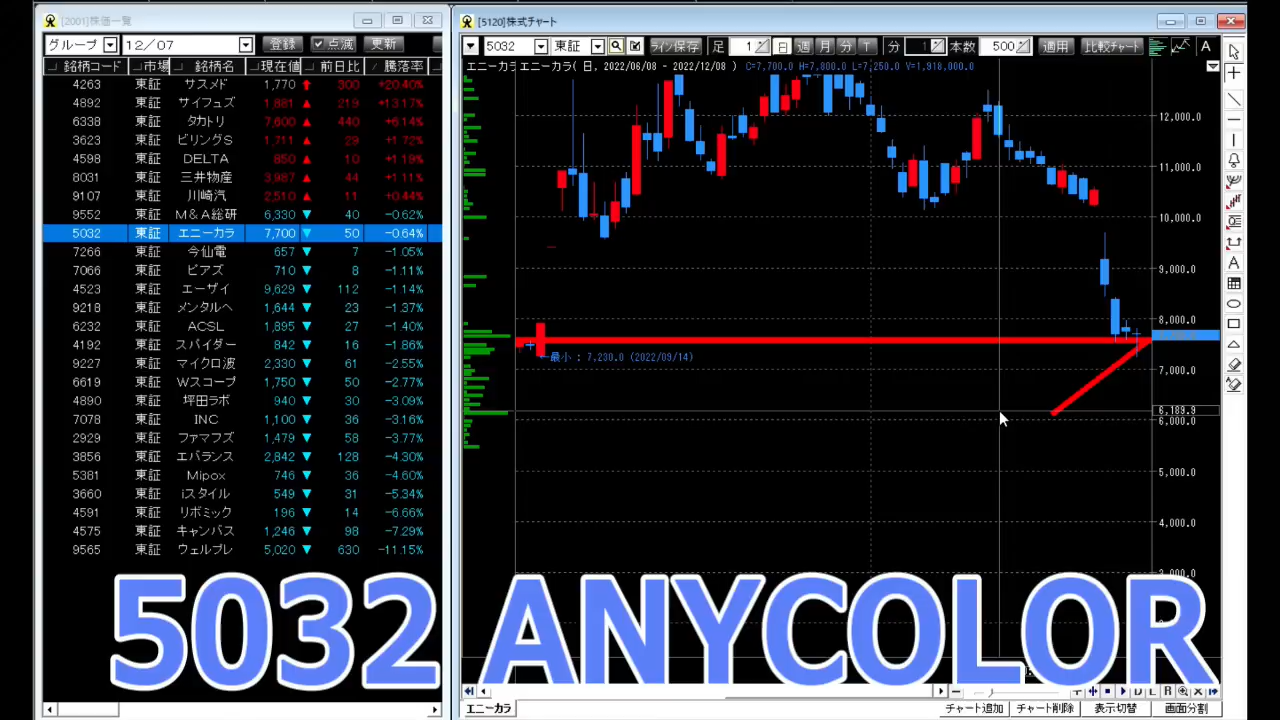 [2001]株価一覧
グループ 12/07 登録 点滅 更新
銘柄コード 市場 銘柄名 現在値 前日比 騰落率
4263 東証 サスメド 1,770 ↑ 300 +20.40%
4892 東証 サイフュズ 1,881 ▲ 219 +13.17%
6338 東証 タカトリ 7,600 ▲ 440 +6.14%
3623 東証 ビリングS 1,711 ▲ 29 +1.72%
4598 東証 DELTA 850 ▲ 10 +1.19%
8031 東証 三井物産 3,987 ▲ 44 +1.11%
9107 東証 川崎汽 2,510 ▲ 11 +0.44%
9552 東証 M&A総研 6,330 ▼ 40 −0.62%
5032 東証 エニーカラ 7,700 ▼ 50 −0.64%
7266 東証 今仙電 657 ▼ 7 −1.05%
7066 東証 ピアズ 710 ▼ 8 −1.11%
4523 東証 エーザイ 9,629 ▼ 112 −1.14%
9218 東証 メンタルヘ 1,644 ▼ 23 −1.37%
6232 東証 ACSL 1,895 ▼ 27 −1.40%
4192 東証 スパイダー 842 ▼ 16 −1.86%
9227 東証 マイクロ波 2,330 ▼ 61 −2.55%
6619 東証 Wスコープ 1,750 ▼ 50 −2.77%
4890 東証 坪田ラボ 940 ▼ 30 −3.09%
7078 東証 INC 1,100 ▼ 36 −3.16%
2929 東証 ファマフズ 1,479 ▼ 58 −3.77%
3856 東証 エバランス 2,842 ▼ 128 −4.30%
5381 東証 Mipox 746 ▼ 36 −4.60%
3660 東証 iスタイル 549 ▼ 31 −5.34%
4591 東証 リボミック 196 ▼ 14 −6.66%
4575 東証 キャンバス 1,246 ▼ 98 −7.29%
9565 東証 ウェルプレ 5,020 ▼ 630 −11.15%
[5120]株式チャート
5032 東証 ライン保存 足 1 日 週 月 分 T 分 1 本数 500 適用 比較チャート A
エニーカラ エニーカラ( 日, 2022/06/08 - 2022/12/08 ) C=7,700.0 H=7,800.0 L=7,250.0 V=1,918,000.0
12,000.0
11,000.0
10,000.0
9,000.0
8,000.0
←最小 : 7,230.0 (2022/09/14)
7,000.0
6,189.9
6,000.0
5,000.0
4,000.0
3,000.0
5032 ANYCOLOR
エニーカラ チャート追加 チャート削除 表示切替 画面分割